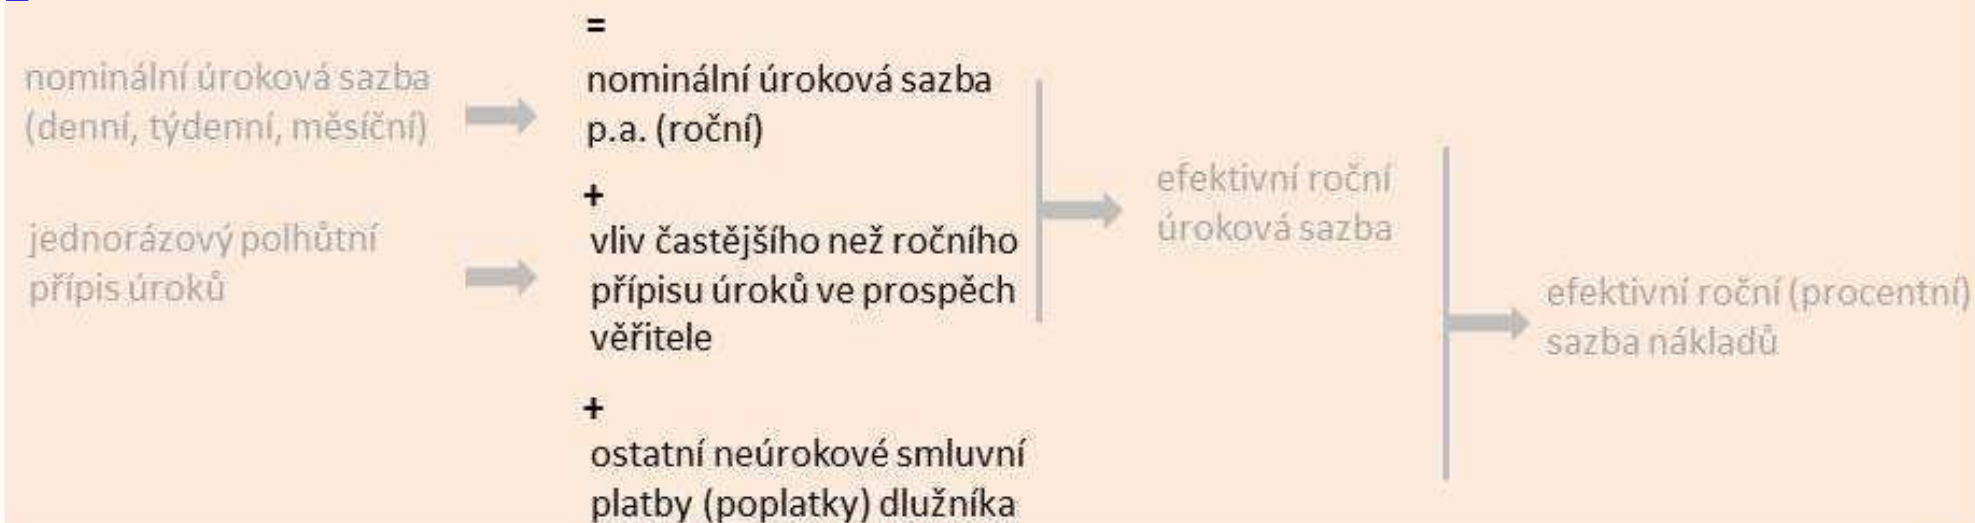 nominální úroková sazba
(denní, týdenní, měsíční)
jednorázový polhůtní
přípis úroků
=
nominální úroková sazba
p.a. (roční)
+
vliv častějšího než ročního
přípisu úroků ve prospěch
věřitele
+
ostatní neúrokové smluvní
platby (poplatky) dlužníka
efektivní roční
úroková sazba
efektivní roční (procentní)
sazba nákladů